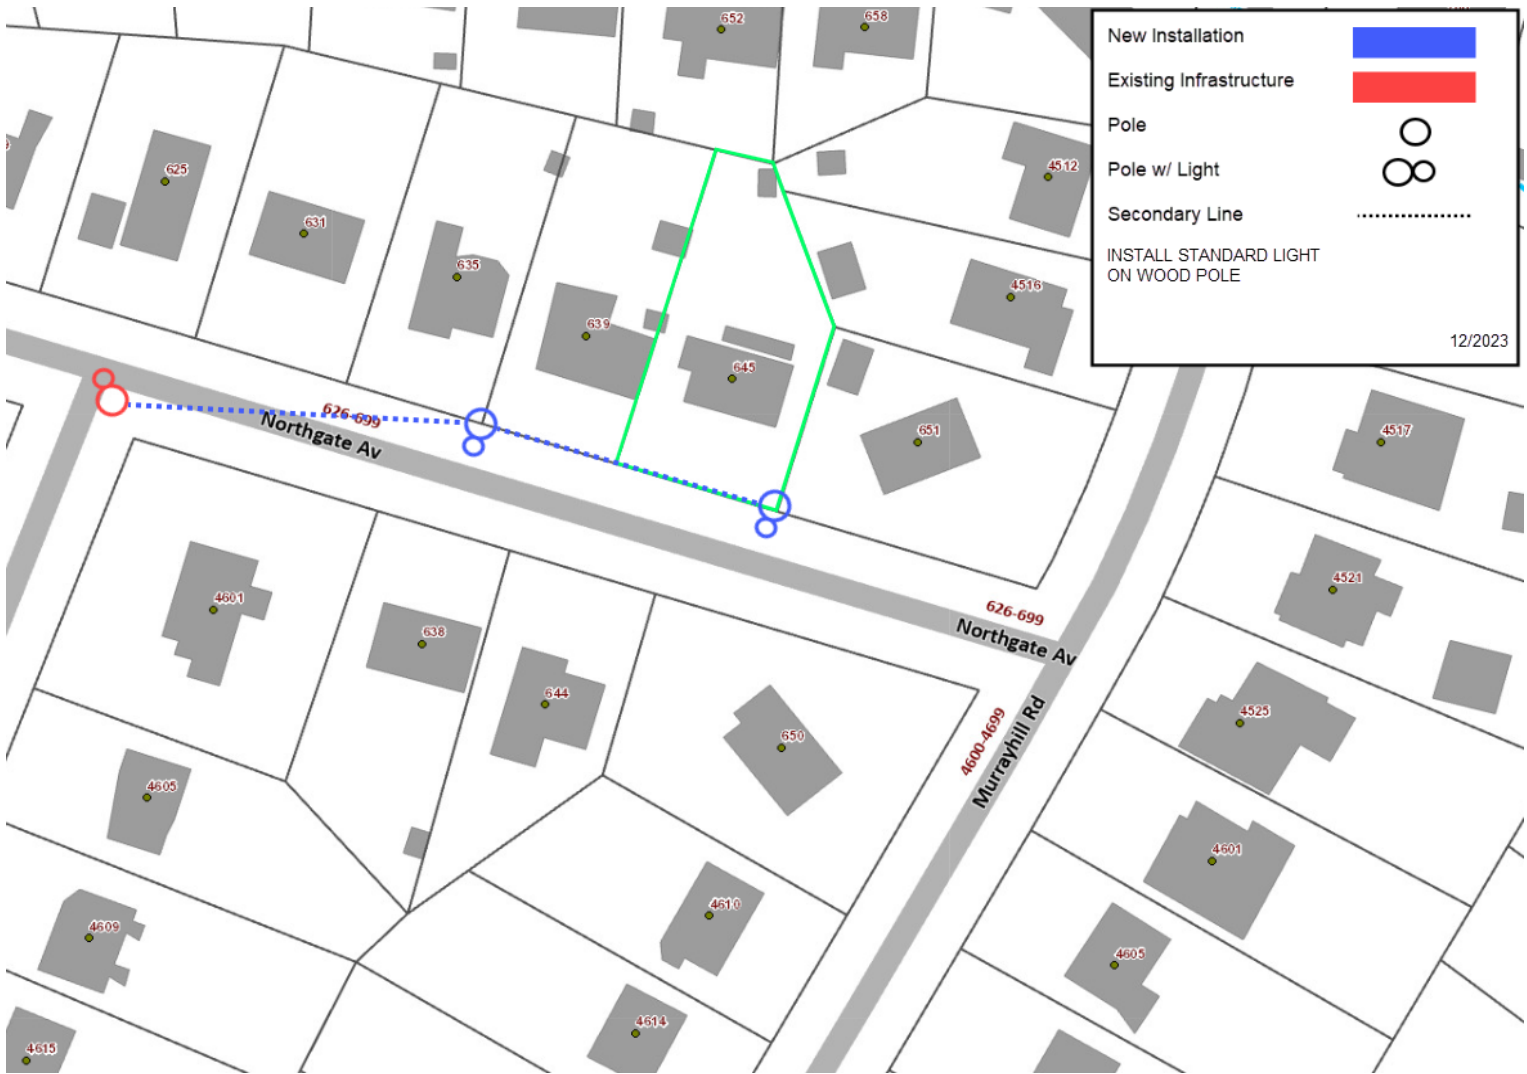 652
658
New Installation
Existing Infrastructure
Pole
Pole w/ Light
Secondary Line
INSTALL STANDARD LIGHT
ON WOOD POLE
12/2023
625
4512
631
635
4516
639
645
626-699
Northgate Av
651
4517
4521
4601
626-699
Northgate Av
638
644
650
4525
4600-4699
Murrayhill Rd
4605
4601
4610
4609
4605
4614
4615